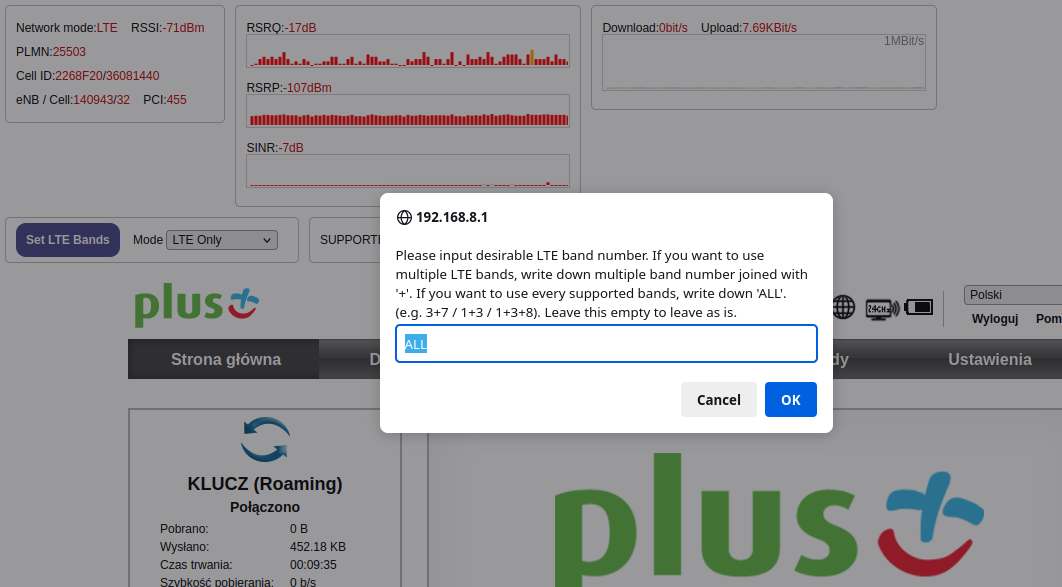 Network mode:LTE RSSI:-71dBm
PLMN:25503
Cell ID:2268F20/36081440
eNB / Cell:140943/32 PCI:455
RSRQ:-17dB
RSRP:-107dBm
SINR:-7dB
Download:0bit/s Upload:7.69KBit/s
1MBit/s
Set LTE Bands Mode LTE Only
SUPPORTE
192.168.8.1
Please input desirable LTE band number. If you want to use
multiple LTE bands, write down multiple band number joined with
'+'. If you want to use every supported bands, write down 'ALL'.
(e.g. 3+7 / 1+3 / 1+3+8). Leave this empty to leave as is.
ALL
Cancel OK
plus
Polski
Wyloguj Pom
Strona główna D dy Ustawienia
KLUCZ (Roaming)
Połączono
Pobrano: 0 B
Wysłano: 452.18 KB
Czas trwania: 00:09:35
Szybkość pobierania: 0 b/s
plus